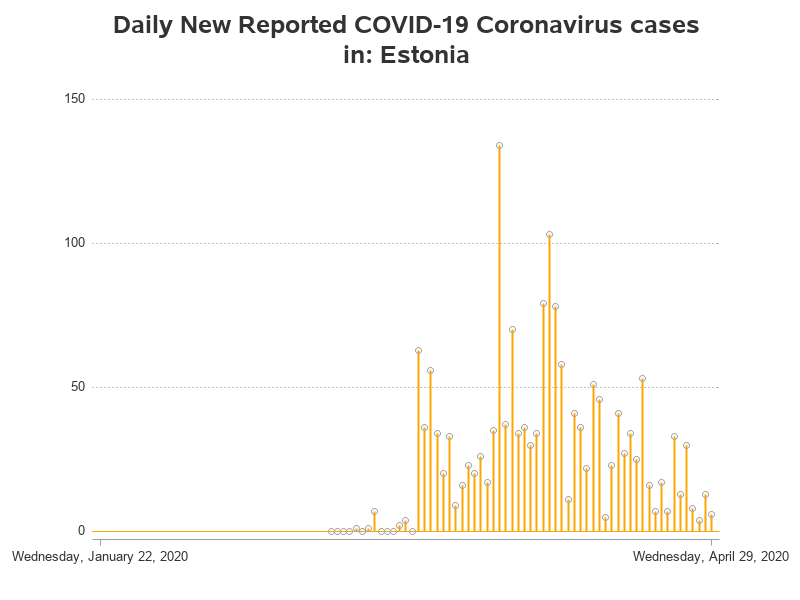 Daily New Reported COVID-19 Coronavirus cases
in: Estonia
150
100
50
0
Wednesday, January 22, 2020
Wednesday, April 29, 2020